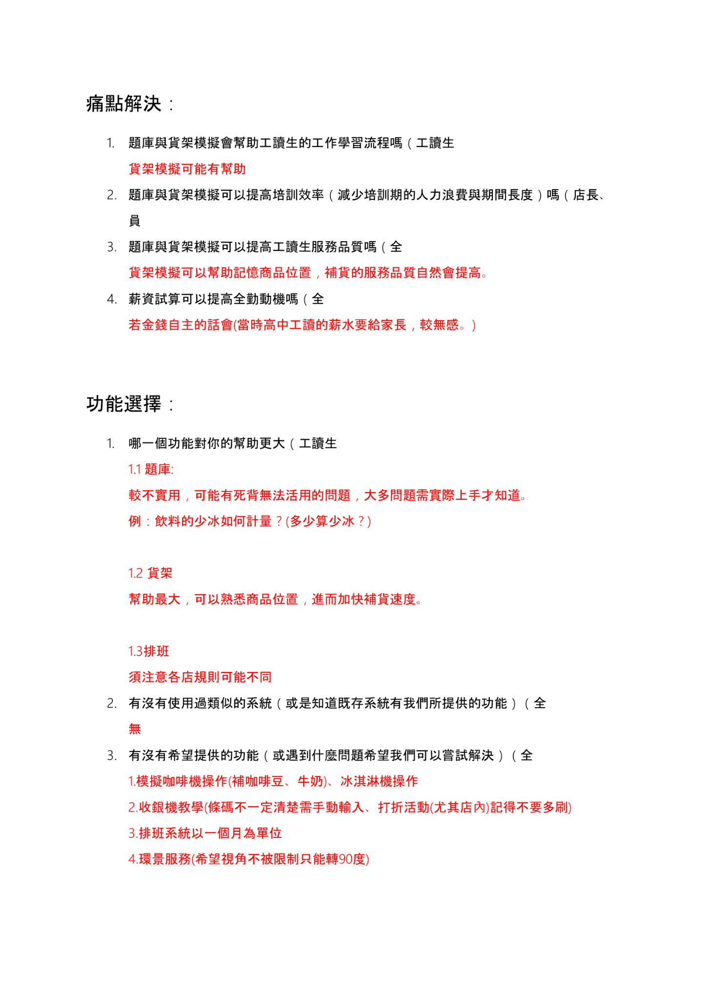 痛點解決：
1. 題庫與貨架模擬會幫助工讀生的工作學習流程嗎（工讀生
貨架模擬可能有幫助
2. 題庫與貨架模擬可以提高培訓效率（減少培訓期的人力浪費與期間長度）嗎（店長、
員
3. 題庫與貨架模擬可以提高工讀生服務品質嗎（全
貨架模擬可以幫助記憶商品位置，補貨的服務品質自然會提高。
4. 薪資試算可以提高全勤動機嗎（全
若金錢自主的話會(當時高中工讀的薪水要給家長，較無感。)
功能選擇：
1. 哪一個功能對你的幫助更大（工讀生
1.1 題庫:
較不實用，可能有死背無法活用的問題，大多問題需實際上手才知道。
例：飲料的少冰如何計量？(多少算少冰？)
1.2 貨架
幫助最大，可以熟悉商品位置，進而加快補貨速度。
1.3排班
須注意各店規則可能不同
2. 有沒有使用過類似的系統（或是知道既存系統有我們所提供的功能）（全
無
3. 有沒有希望提供的功能（或遇到什麼問題希望我們可以嘗試解決）（全
1.模擬咖啡機操作(補咖啡豆、牛奶)、冰淇淋機操作
2.收銀機教學(條碼不一定清楚需手動輸入、打折活動(尤其店內)記得不要多刷)
3.排班系統以一個月為單位
4.環景服務(希望視角不被限制只能轉90度)